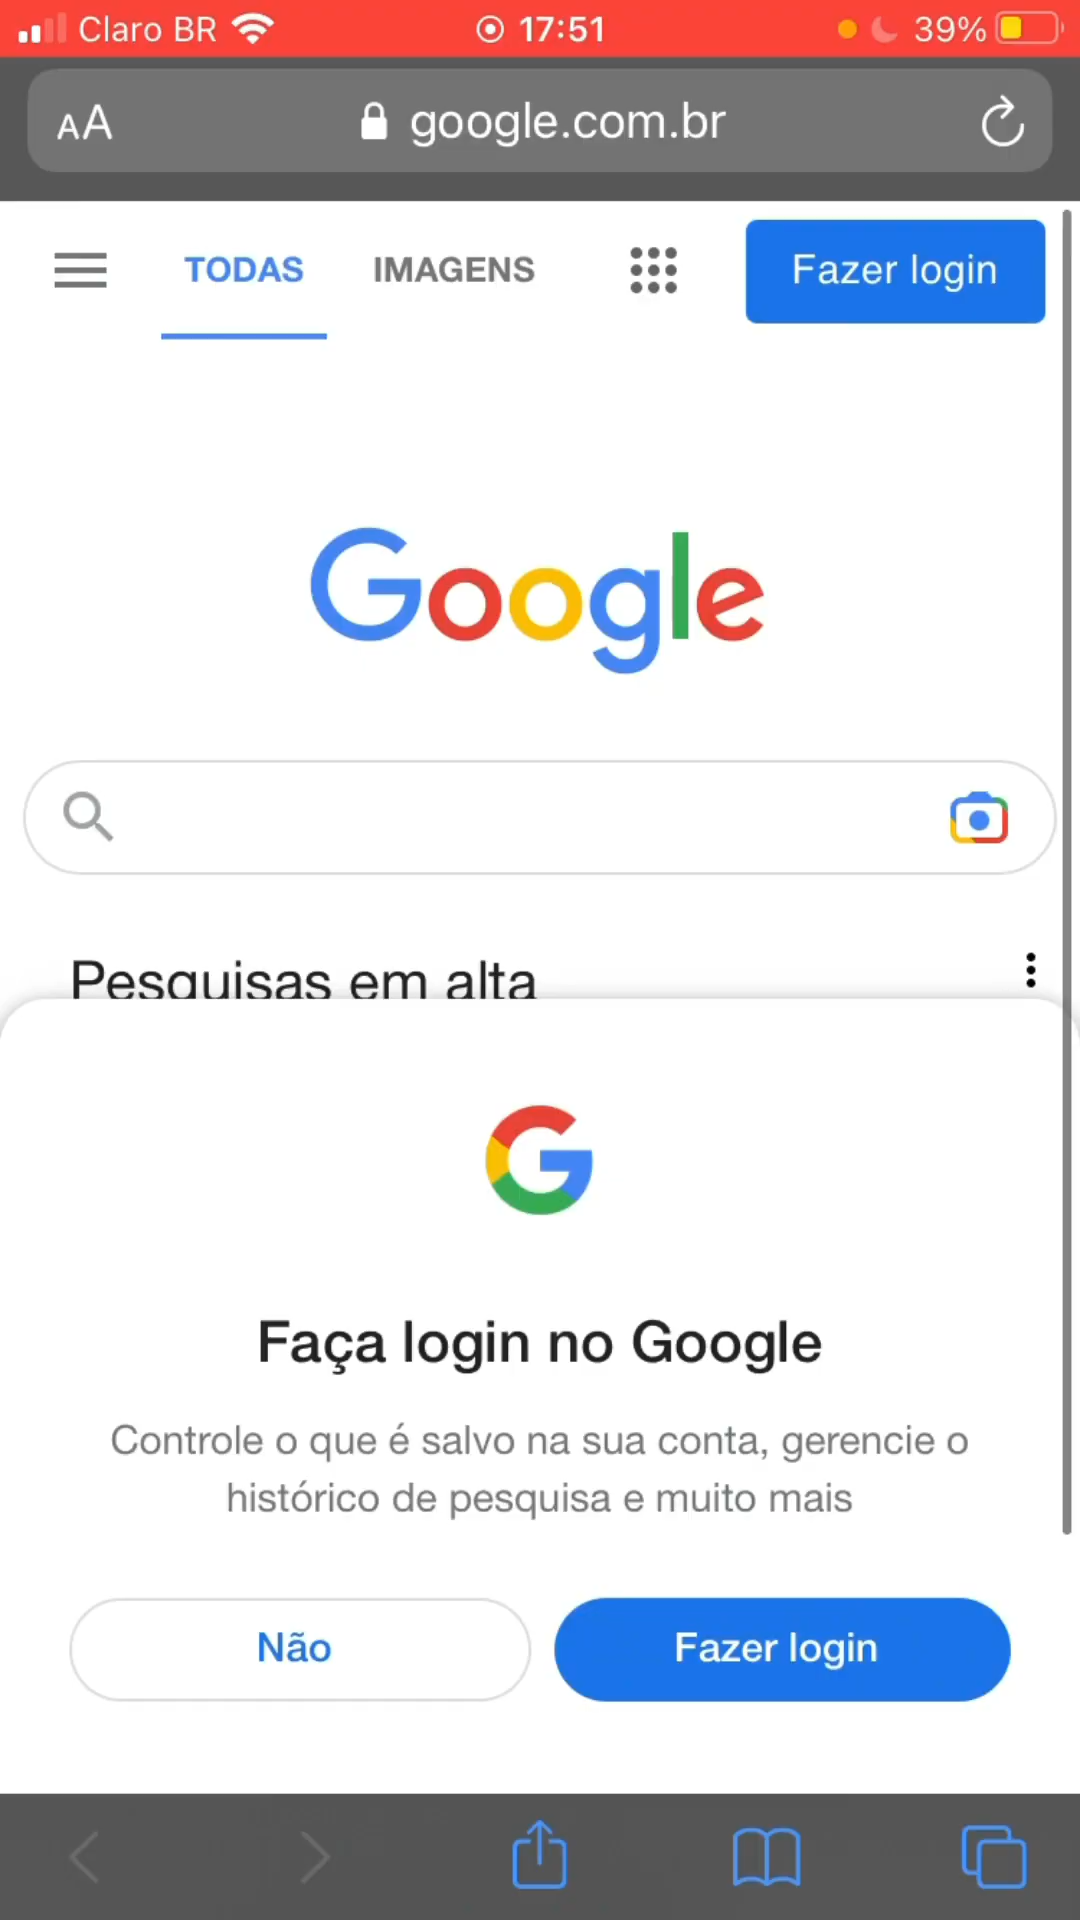 Claro BR 17:51 39%
AA google.com.br
TODAS IMAGENS Fazer login
Google
Pesquisas em alta
G
Faça login no Google
Controle o que é salvo na sua conta, gerencie o
histórico de pesquisa e muito mais
Não Fazer login